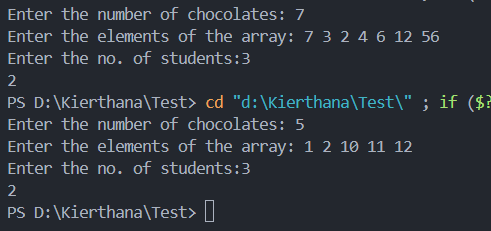 Enter the number of chocolates: 7
Enter the elements of the array: 7 3 2 4 6 12 56
Enter the no. of students:3
2
PS D:\Kierthana\Test> cd "d:\Kierthana\Test\" ; if ($?
Enter the number of chocolates: 5
Enter the elements of the array: 1 2 10 11 12
Enter the no. of students:3
2
PS D:\Kierthana\Test>